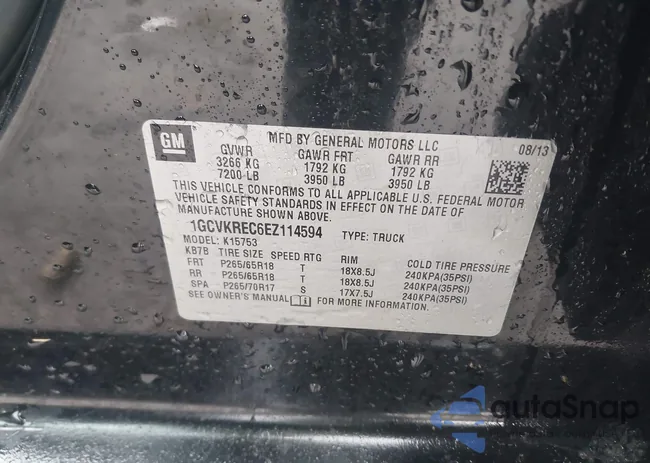 GM
MFD BY GENERAL MOTORS LLC
08/13
GVWR GAWR FRT GAWR RR
3266 KG 1792 KG 1792 KG
7200 LB 3950 LB 3950 LB
THIS VEHICLE CONFORMS TO ALL APPLICABLE U.S. FEDERAL MOTOR
VEHICLE SAFETY STANDARDS IN EFFECT ON THE DATE OF
MANUFACTURE SHOWN ABOVE.
1GCVKREC6EZ114594 TYPE: TRUCK
MODEL: K15753
KB7B TIRE SIZE SPEED RTG RIM COLD TIRE PRESSURE
FRT P265/65R18 T 18X8.5J 240KPA(35PSI)
RR P265/65R18 T 18X8.5J 240KPA(35PSI)
SPA P265/70R17 S 17X7.5J 240KPA(35PSI)
SEE OWNER'S MANUAL FOR MORE INFORMATION.
autoSnap